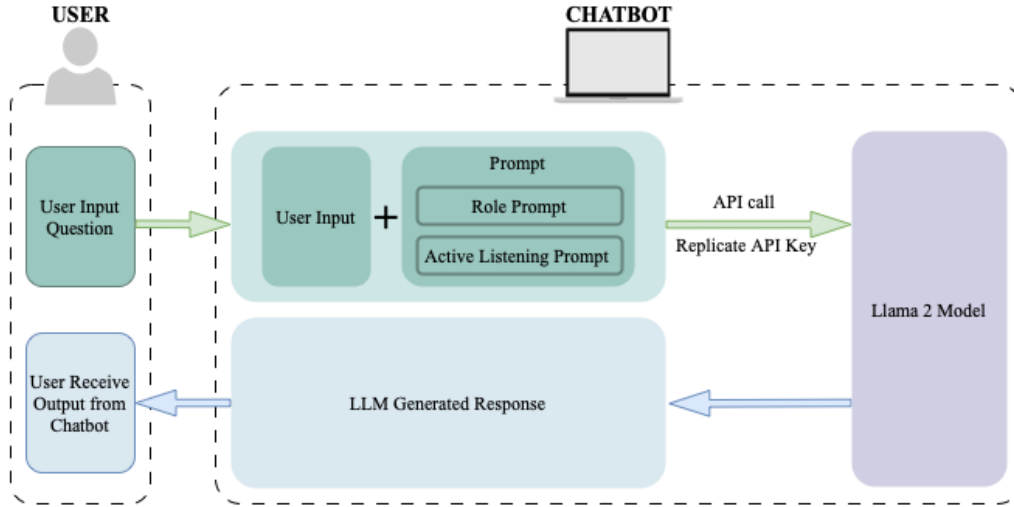 USER
CHATBOT
User Input
Question
User Input
+
Prompt
Role Prompt
Active Listening Prompt
API call
Replicate API Key
Llama 2 Model
User Receive
Output from
Chatbot
LLM Generated Response